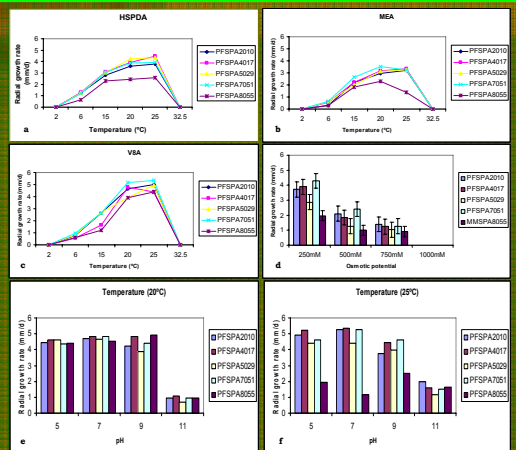 HSPDA
Radial growth rate (mm/d)
6
5
4
3
2
1
0
2 6 15 20 25 32.5
Temperature (ºC)
a
PFSPA2010
PFSPA4017
PFSPA5029
PFSPA7051
PFSPA8055
MEA
Radial growth rate (mm/d)
6
5
4
3
2
1
0
2 6 15 20 25 32.5
Temperature (ºC)
b
PFSPA2010
PFSPA4017
PFSPA5029
PFSPA7051
PFSPA8055
V8A
Radial growth rate (mm/d)
6
5
4
3
2
1
0
2 6 15 20 25 32.5
Temperature (ºC)
c
PFSPA2010
PFSPA4017
PFSPA5029
PFSPA7051
PFSPA8055
Radial growth rate (mm/d)
6
5
4
3
2
1
0
250mM 500mM 750mM 1000mM
Osmotic potential
d
PFSPA2010
PFSPA4017
PFSPA5029
PFSPA7051
MMSPA8055
Temperature (20ºC)
Radial growth rate (mm/d)
6
5
4
3
2
1
0
5 7 9 11
pH
e
PFSPA2010
PFSPA4017
PFSPA5029
PFSPA7051
PFSPA8055
Temperature (25ºC)
Radial growth rate (mm/d)
6
5
4
3
2
1
0
5 7 9 11
pH
f
PFSPA2010
PFSPA4017
PFSPA5029
PFSPA7051
PFSPA8055